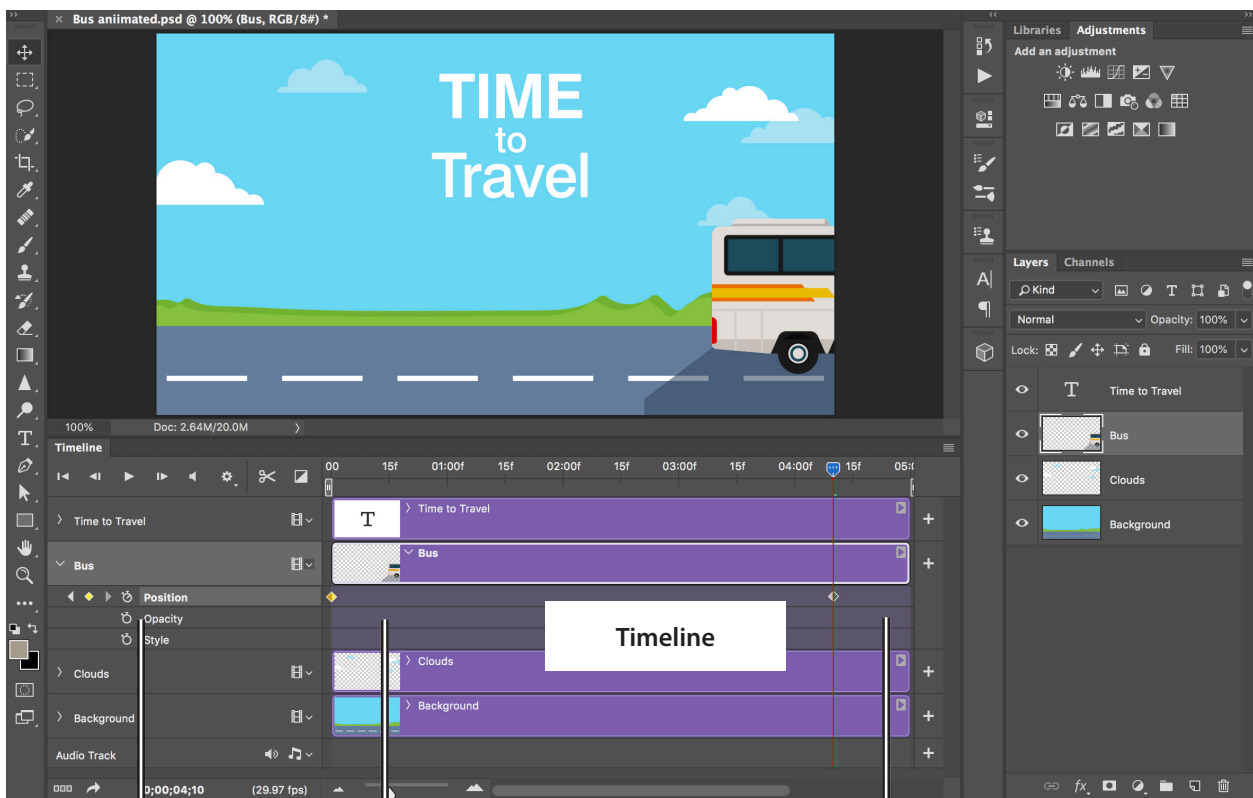 × Bus aniimated.psd @ 100% (Bus, RGB/8#) *
TIME
to
Travel
100% Doc: 2.64M/20.0M
Timeline
00 15f 01:00f 15f 02:00f 15f 03:00f 15f 04:00f 15f 05:0
Time to Travel
T Time to Travel
Bus
Bus
Position
Opacity
Style
Timeline
Clouds
Clouds
Background
Background
Audio Track
0;00;04;10 (29.97 fps)
Libraries Adjustments
Add an adjustment
Layers Channels
Kind
Normal Opacity: 100%
Lock: Fill: 100%
T Time to Travel
Bus
Clouds
Background
fx